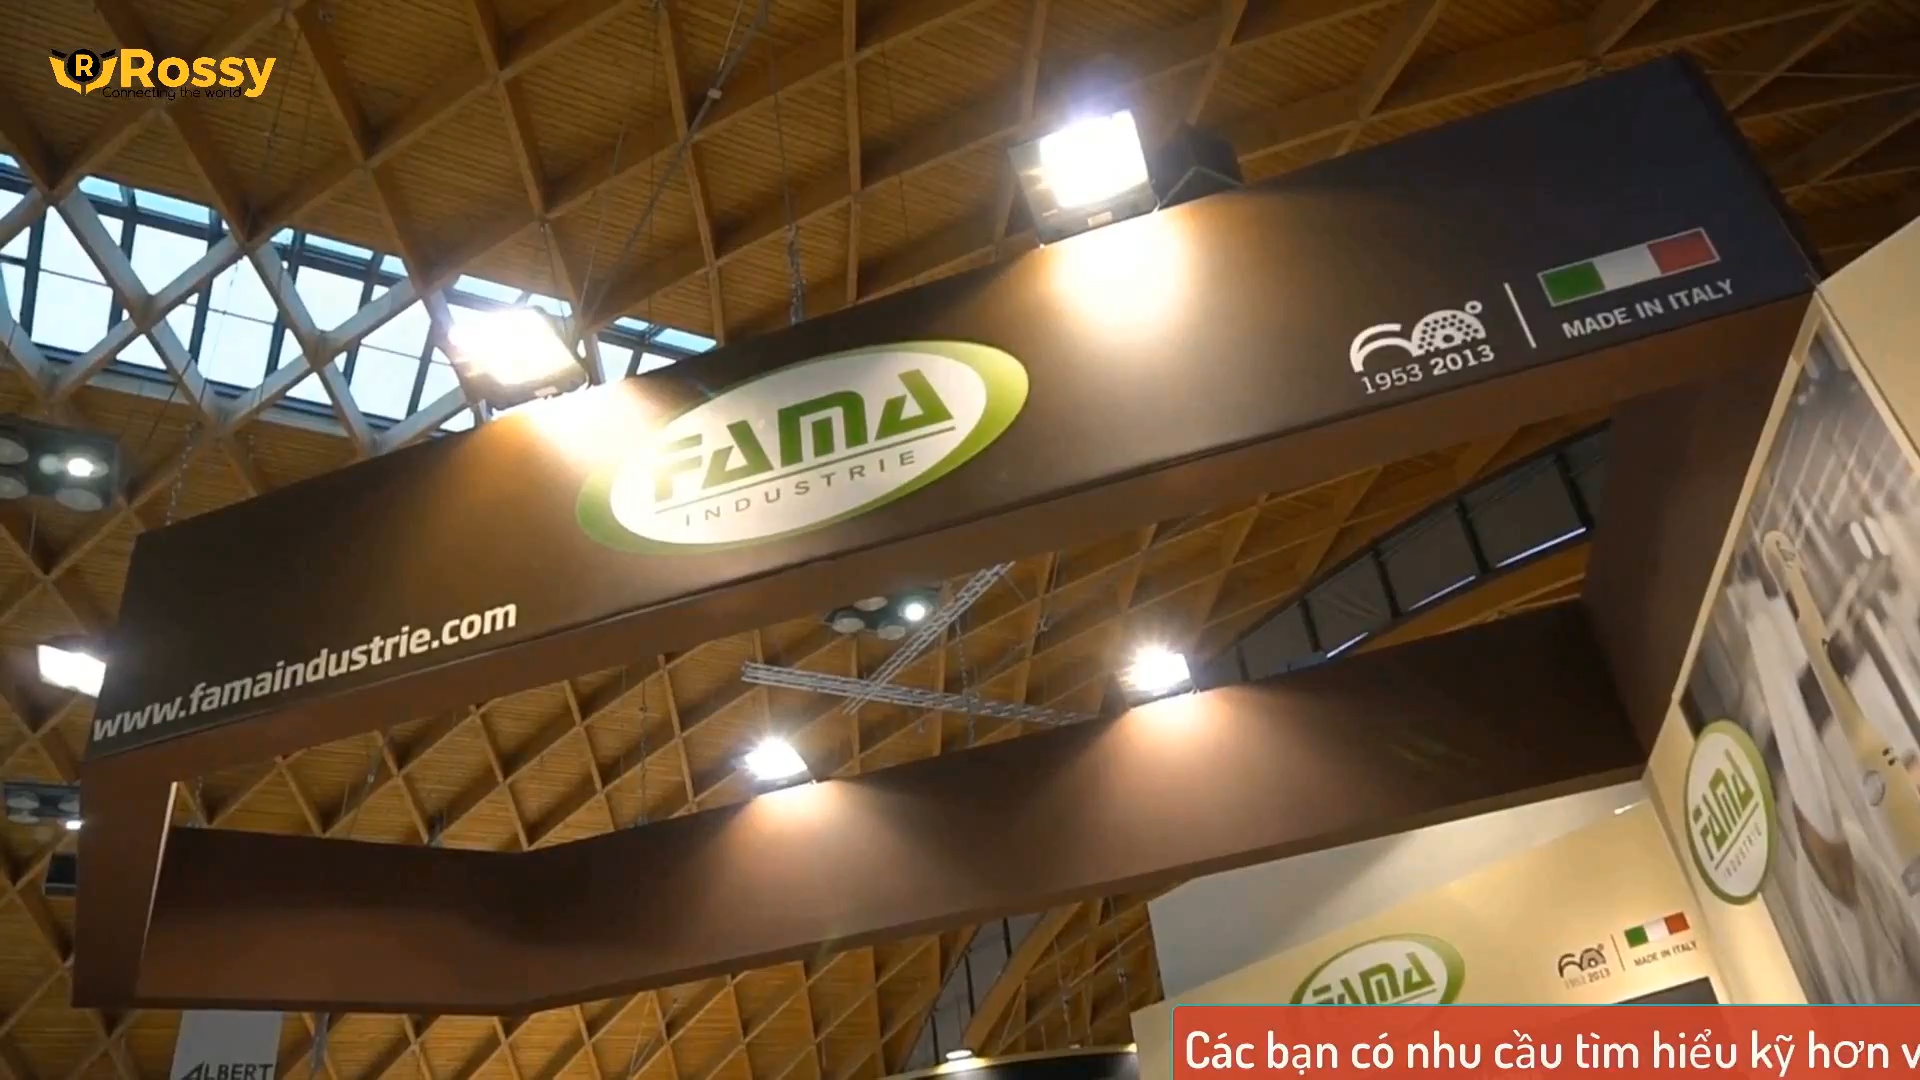 Rossy
Connecting the world
FAMA
INDUSTRIE
1953 2013
MADE IN ITALY
www.famaindustrie.com
FAMA
INDUSTRIE
FAMA
1953 2013
MADE IN ITALY
ALBERT
Các bạn có nhu cầu tìm hiểu kỹ hơn v